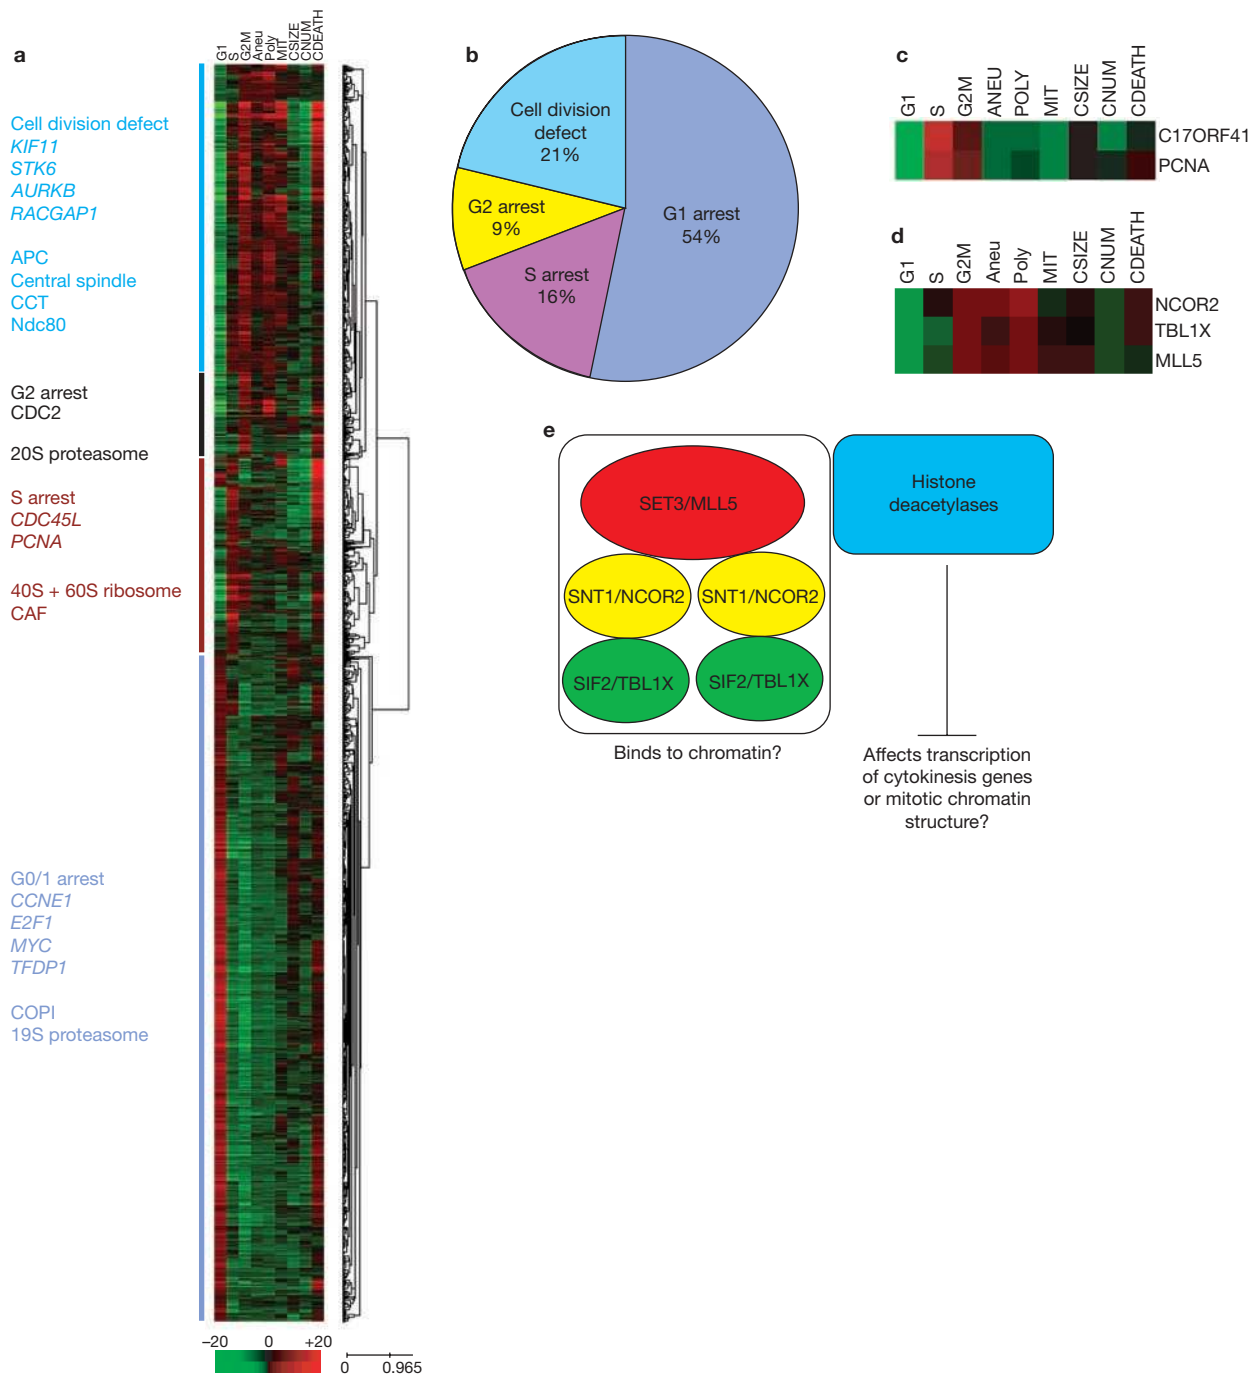 a
G1
S
G2M
Aneu
Poly
MIT
CSIZE
CNUM
CDEATH
Cell division defect
KIF11
STK6
AURKB
RACGAP1
APC
Central spindle
CCT
Ndc80
G2 arrest
CDC2
20S proteasome
S arrest
CDC45L
PCNA
40S + 60S ribosome
CAF
G0/1 arrest
CCNE1
E2F1
MYC
TFDP1
COPI
19S proteasome
–20 0 +20
0 0.965
b
Cell division
defect
21%
G2 arrest
9%
S arrest
16%
G1 arrest
54%
c
G1
S
G2M
ANEU
POLY
MIT
CSIZE
CNUM
CDEATH
C17ORF41
PCNA
d
G1
S
G2M
Aneu
Poly
MIT
CSIZE
CNUM
CDEATH
NCOR2
TBL1X
MLL5
e
SET3/MLL5
SNT1/NCOR2 SNT1/NCOR2
SIF2/TBL1X SIF2/TBL1X
Binds to chromatin?
Histone
deacetylases
Affects transcription
of cytokinesis genes
or mitotic chromatin
structure?